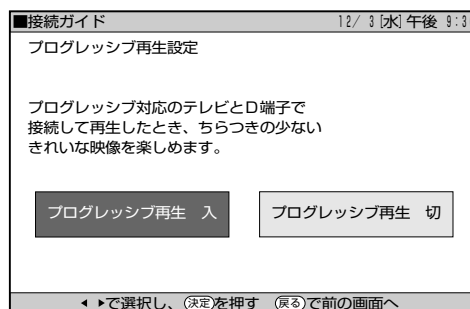 ■接続ガイド 12/ 3[水]午後 9:3
プログレッシブ再生設定
プログレッシブ対応のテレビとD端子で
接続して再生したとき、ちらつきの少ない
きれいな映像を楽しめます。
プログレッシブ再生 入 プログレッシブ再生 切
◀ ▶で選択し、決定を押す 戻るで前の画面へ